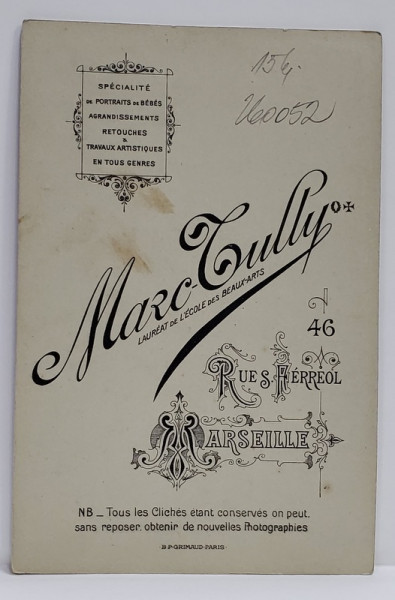 SPÉCIALITÉ
DE PORTRAITS DE BÉBÉS
AGRANDISSEMENTS
RETOUCHES
&
TRAVAUX ARTISTIQUES
EN TOUS GENRES
260052
Marc-Tully
LAURÉAT DE L'ÉCOLE DES BEAUX-ARTS
46
RUE S. FÉRRÉOL
MARSEILLE
NB _ Tous les Clichés étant conservés on peut,
sans reposer, obtenir de nouvelles Photographies
B.P. GRIMAUD-PARIS